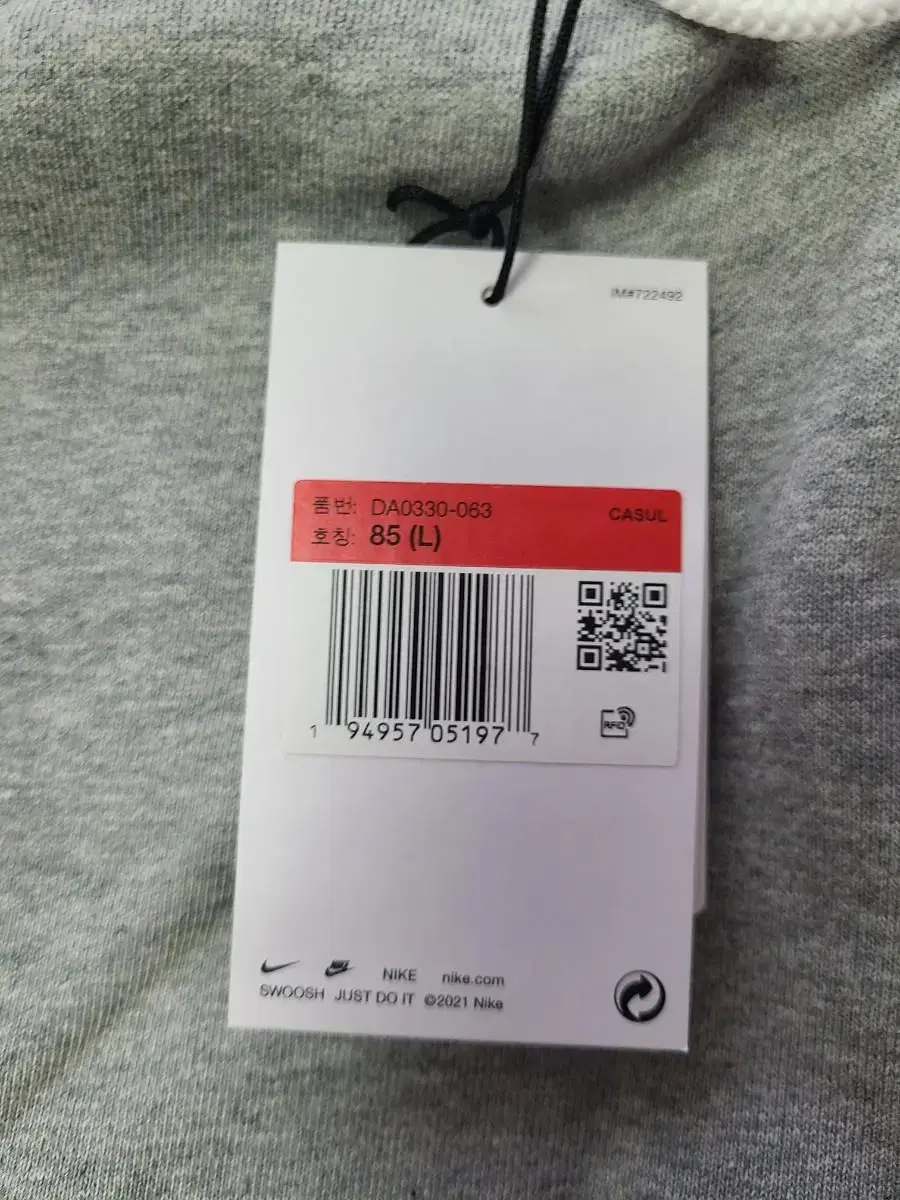 IM#722492
품번: DA0330-063
CASUL
호칭: 85 (L)
1 94957 05197 7
RFID
NIKE nike.com
SWOOSH JUST DO IT ©2021 Nike